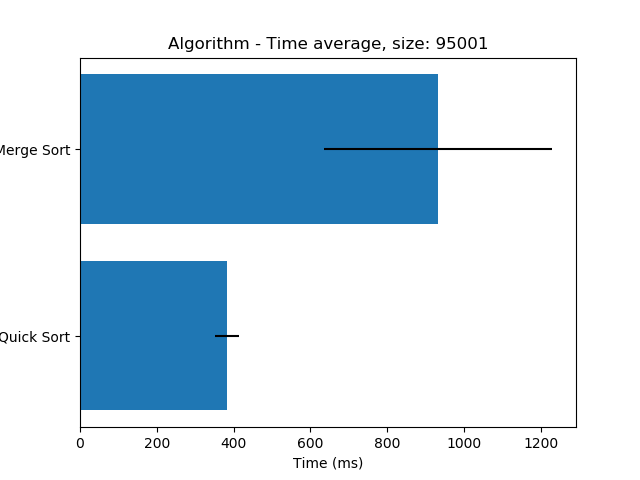 Algorithm - Time average, size: 95001
Merge Sort
Quick Sort
0 200 400 600 800 1000 1200
Time (ms)